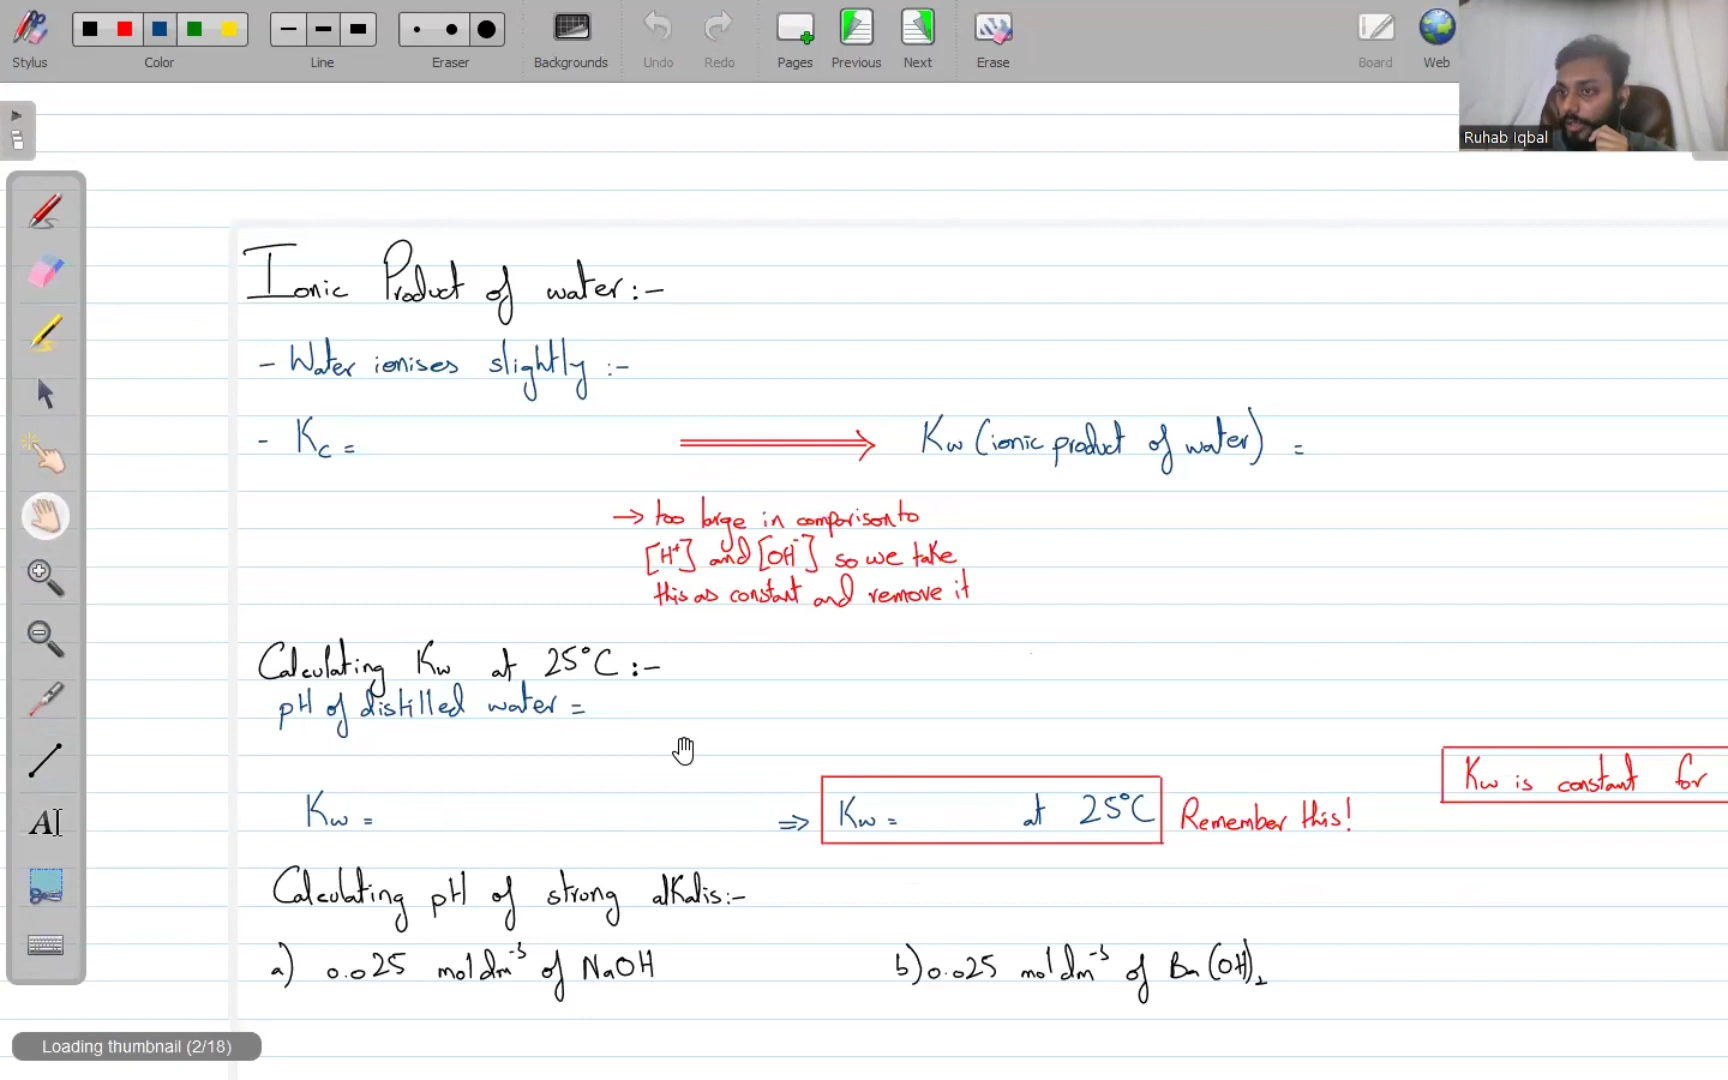 Stylus
Color
Line
Eraser
Backgrounds
Undo
Redo
Pages
Previous
Next
Erase
Board
Web
Ruhab Iqbal
Ionic Product of water:-
- Water ionises slightly :-
- Kc =
Kw (ionic product of water) =
→ too large in comparison to
[H⁺] and [OH⁻] so we take
this as constant and remove it
Calculating Kw at 25°C :-
pH of distilled water =
Kw is constant for
Kw =
⇒ Kw = at 25°C Remember this!
Calculating pH of strong alkalis:-
a) 0.025 mol dm⁻³ of NaOH
b) 0.025 mol dm⁻³ of Ba(OH)₂
Loading thumbnail (2/18)